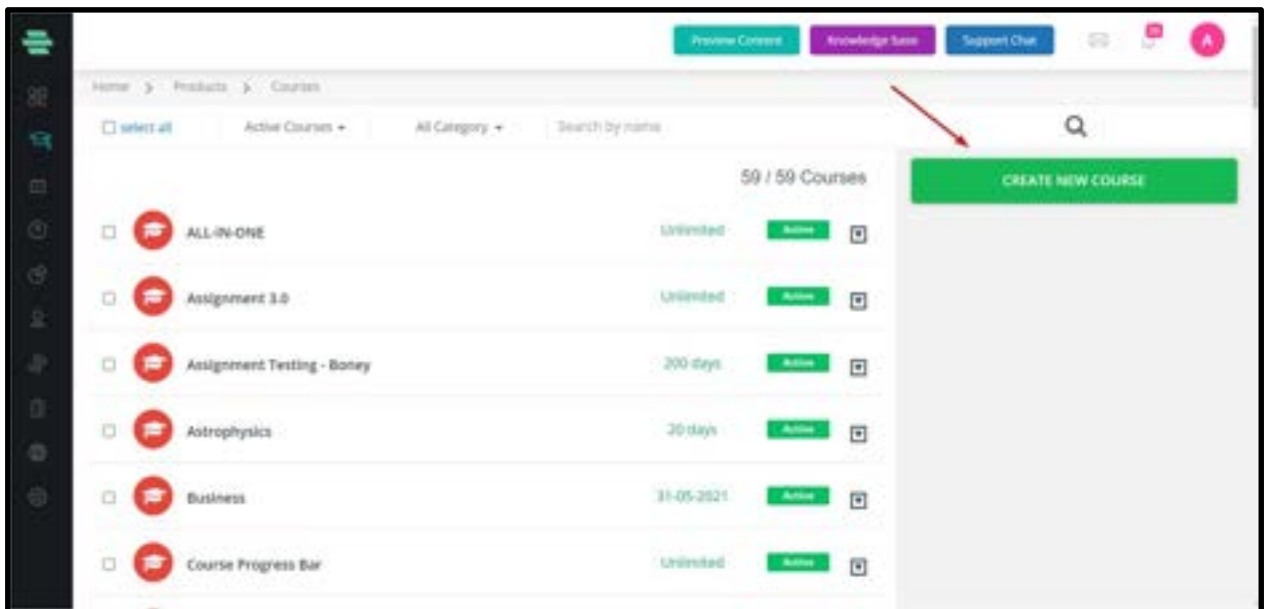 Preview Content Knowledge base Support Chat
A
Home > Products > Courses
select all Active Courses All Category Search by name
59 / 59 Courses
CREATE NEW COURSE
ALL-IN-ONE Unlimited Active
Assignment 3.0 Unlimited Active
Assignment Testing - Boney 200 days Active
Astrophysics 20 days Active
Business 31-05-2021 Active
Course Progress Bar Unlimited Active